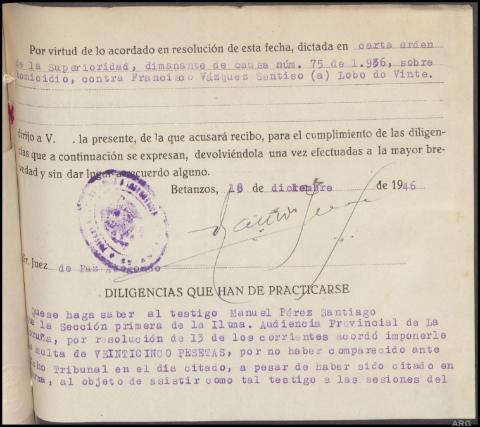 Por virtud de lo acordado en resolución de esta fecha, dictada en carta orden
de la Superioridad, dimanante de causa núm. 75 de 1.936, sobre
homicidio, contra Francisco Vázquez Santiso (a) Lobo do Vinte.
dirijo a V. . la presente, de la que acusará recibo, para el cumplimiento de las diligen-
cias que a continuación se expresan, devolviéndola una vez efectuadas a la mayor bre-
vedad y sin dar lugar a recuerdo alguno.
Betanzos, 18 de diciembre de 1946
Sr. Juez de Paz
DILIGENCIAS QUE HAN DE PRACTICARSE
Quese haga saber al testigo Manuel Pérez Santiago
que la Sección primera de la Iltma. Audiencia Provincial de La
Coruña, por resolución de 13 de los corrientes acordó imponerle
la multa de VEINTICINCO PESETAS, por no haber comparecido ante
dicho Tribunal en el dia citado, a pesar de haber sido citado en
forma, al objeto de asistir como tal testigo a las sesiones del
ARG